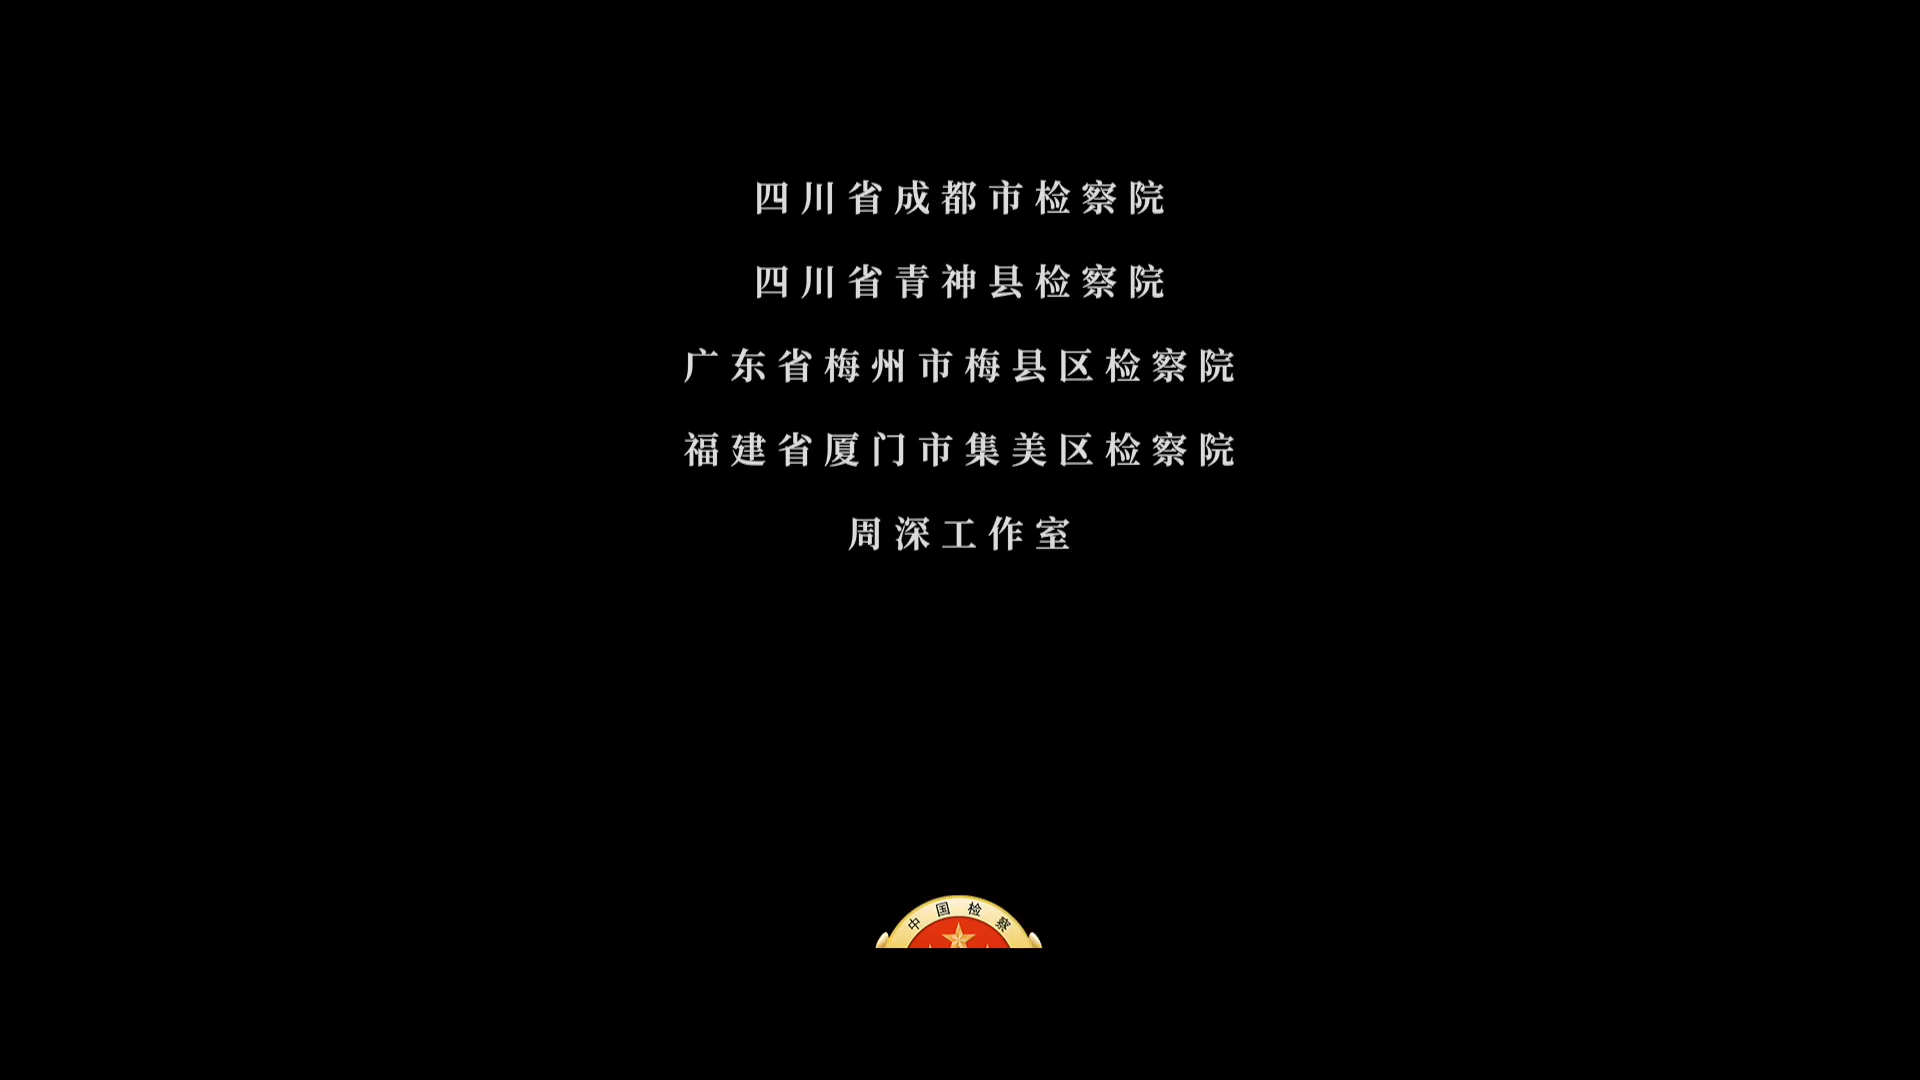 四川省成都市检察院
四川省青神县检察院
广东省梅州市梅县区检察院
福建省厦门市集美区检察院
周深工作室
中国检察